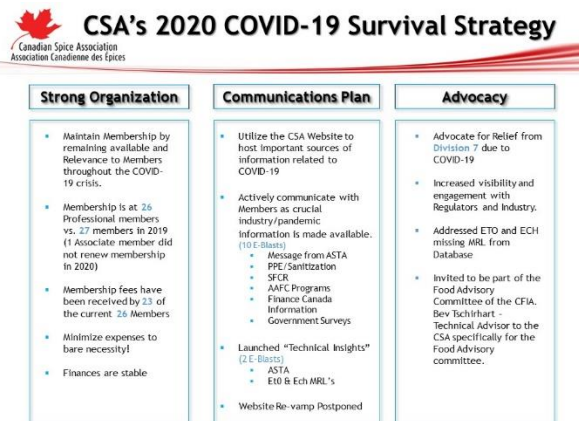 CSA's 2020 COVID-19 Survival Strategy
Canadian Spice Association
Association Canadienne des Épices
Strong Organization
Maintain Membership by
remaining available and
Relevance to Members
throughout the COVID-
19 crisis.
Membership is at 26
Professional members
vs. 27 members in 2019
(1 Associate member did
not renew membership
in 2020)
Membership fees have
been received by 23 of
the current 26 Members
Minimize expenses to
bare necessity!
Finances are stable
Communications Plan
Utilize the CSA Website to
host important sources of
information related to
COVID-19
Actively communicate with
Members as crucial
industry/pandemic
information is made available.
(10 E-Blasts)
Message from ASTA
PPE/Sanitization
SFCR
AAFC Programs
Finance Canada
Information
Government Surveys
Launched "Technical Insights"
(2 E-Blasts)
ASTA
Et0 & Ech MRL's
Website Re-vamp Postponed
Advocacy
Advocate for Relief from
Division 7 due to
COVID-19
Increased visibility and
engagement with
Regulators and Industry.
Addressed ETO and ECH
missing MRL from
Database
Invited to be part of the
Food Advisory
Committee of the CFIA.
Bev Tschirhart -
Technical Advisor to the
CSA specifically for the
Food Advisory
committee.